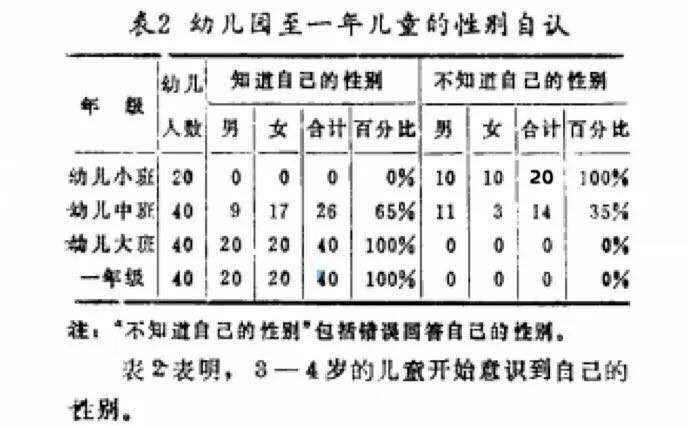 表2 幼儿园至一年儿童的性别自认
年 级 幼儿人数 知道自己的性别 不知道自己的性别
男 女 合计 百分比 男 女 合计 百分比
幼儿小班 20 0 0 0 0% 10 10 20 100%
幼儿中班 40 9 17 26 65% 11 3 14 35%
幼儿大班 40 20 20 40 100% 0 0 0 0%
一年级 40 20 20 40 100% 0 0 0 0%
注：“不知道自己的性别”包括错误回答自己的性别。
表2表明，3—4岁的儿童开始意识到自己的
性别。